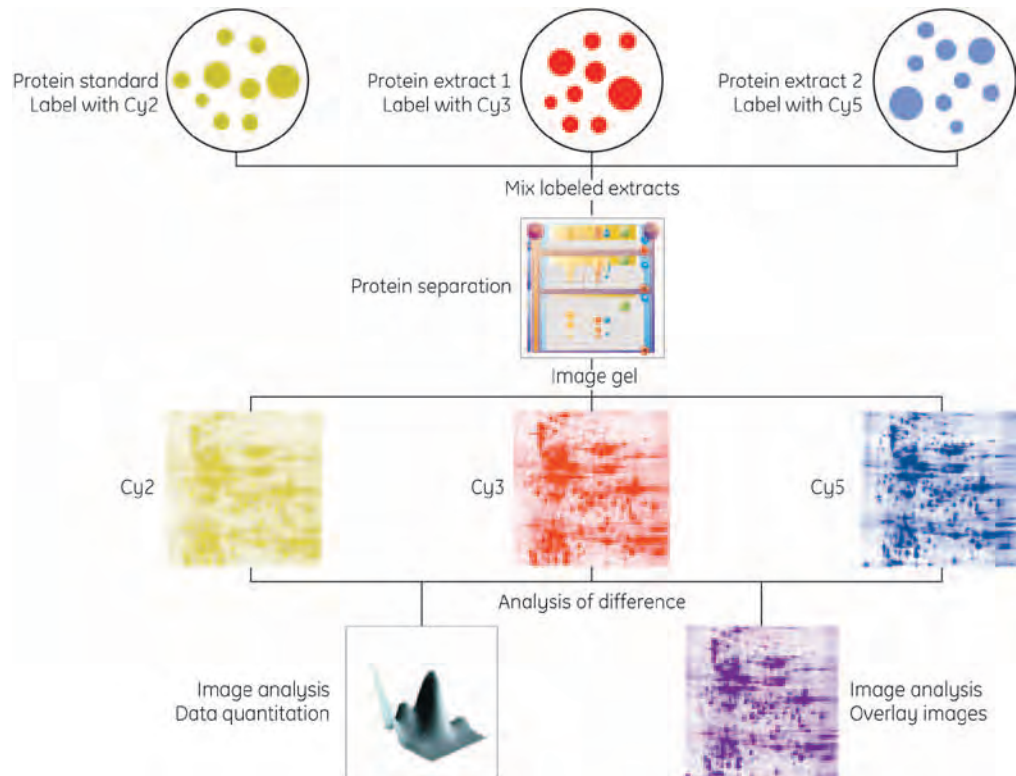 Protein standard
Label with Cy2
Protein extract 1
Label with Cy3
Protein extract 2
Label with Cy5
Mix labeled extracts
Protein separation
Image gel
Cy2
Cy3
Cy5
Analysis of difference
Image analysis
Data quantitation
Image analysis
Overlay images